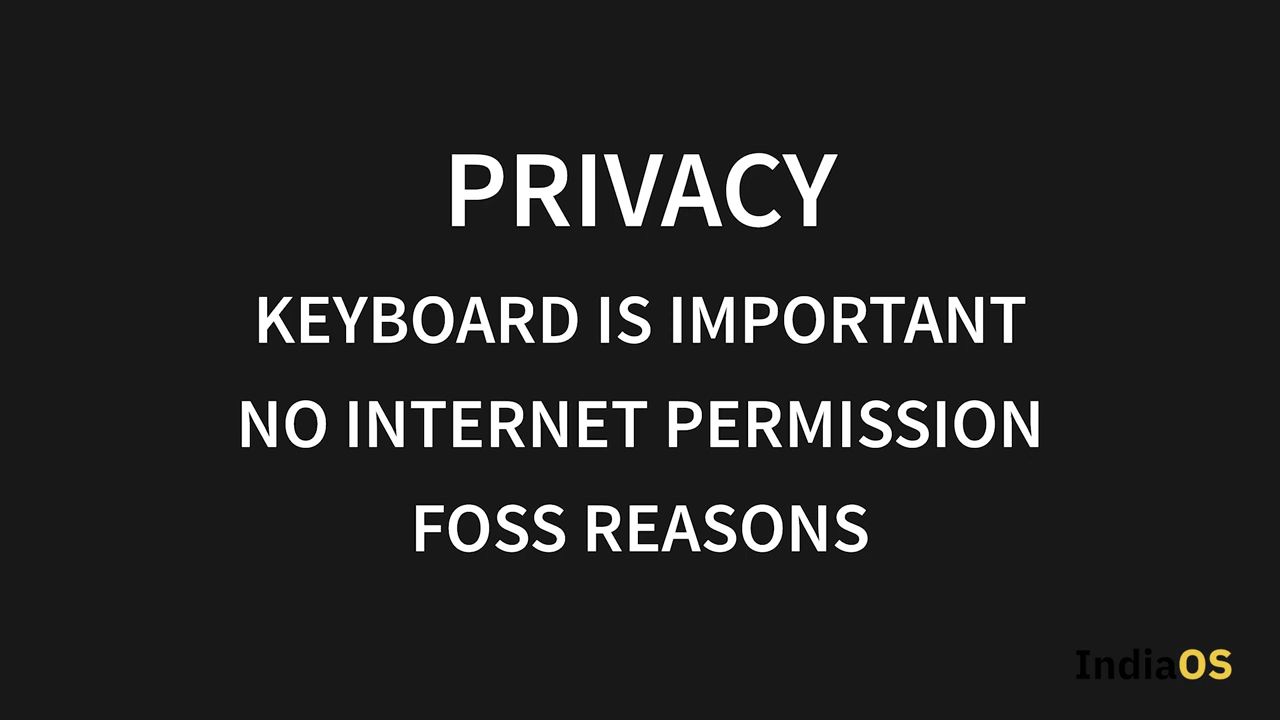 PRIVACY
KEYBOARD IS IMPORTANT
NO INTERNET PERMISSION
FOSS REASONS
IndiaOS